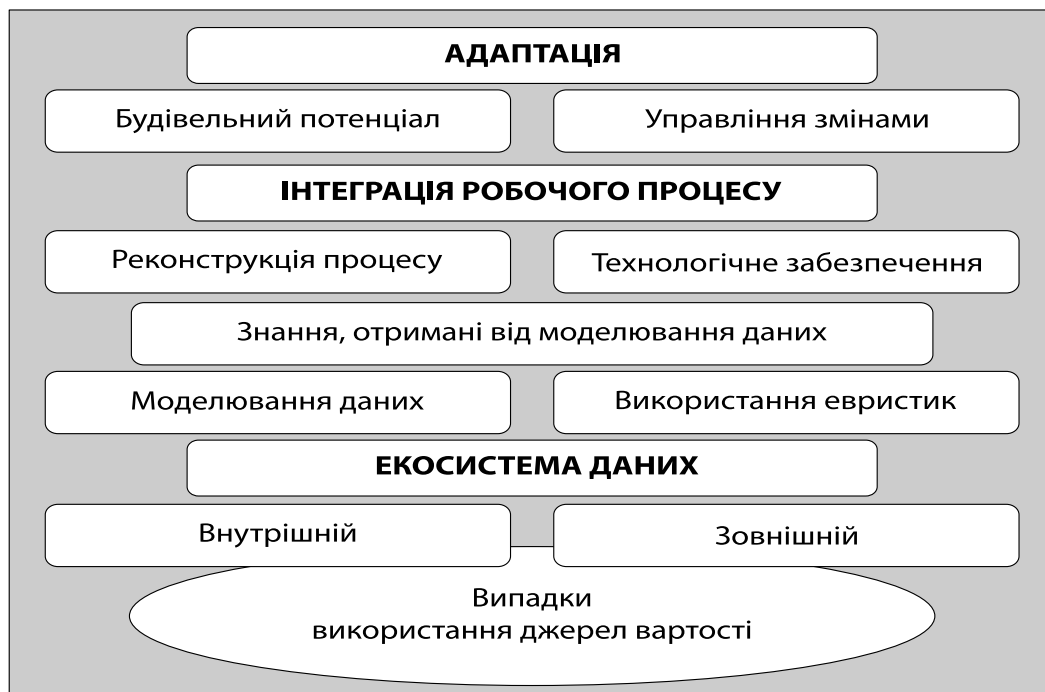 АДАПТАЦІЯ
Будівельний потенціал
Управління змінами
ІНТЕГРАЦІЯ РОБОЧОГО ПРОЦЕСУ
Реконструкція процесу
Технологічне забезпечення
Знання, отримані від моделювання даних
Моделювання даних
Використання евристик
ЕКОСИСТЕМА ДАНИХ
Внутрішній
Зовнішній
Випадки
використання джерел вартості